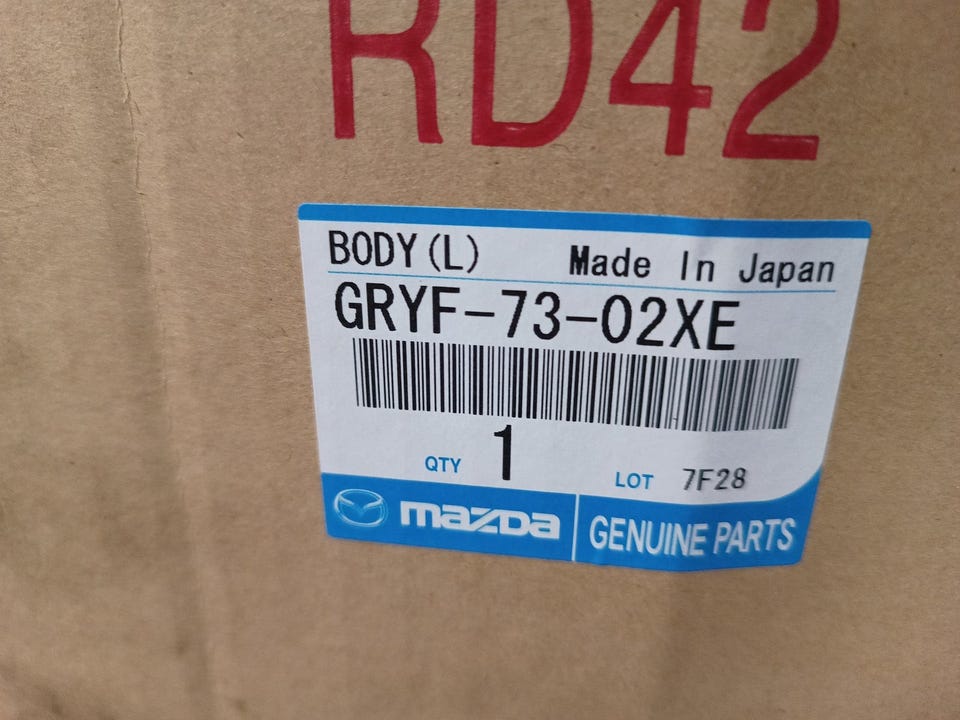 RD42
BODY(L) Made In Japan
GRYF-73-02XE
QTY 1 LOT 7F28
mazda GENUINE PARTS